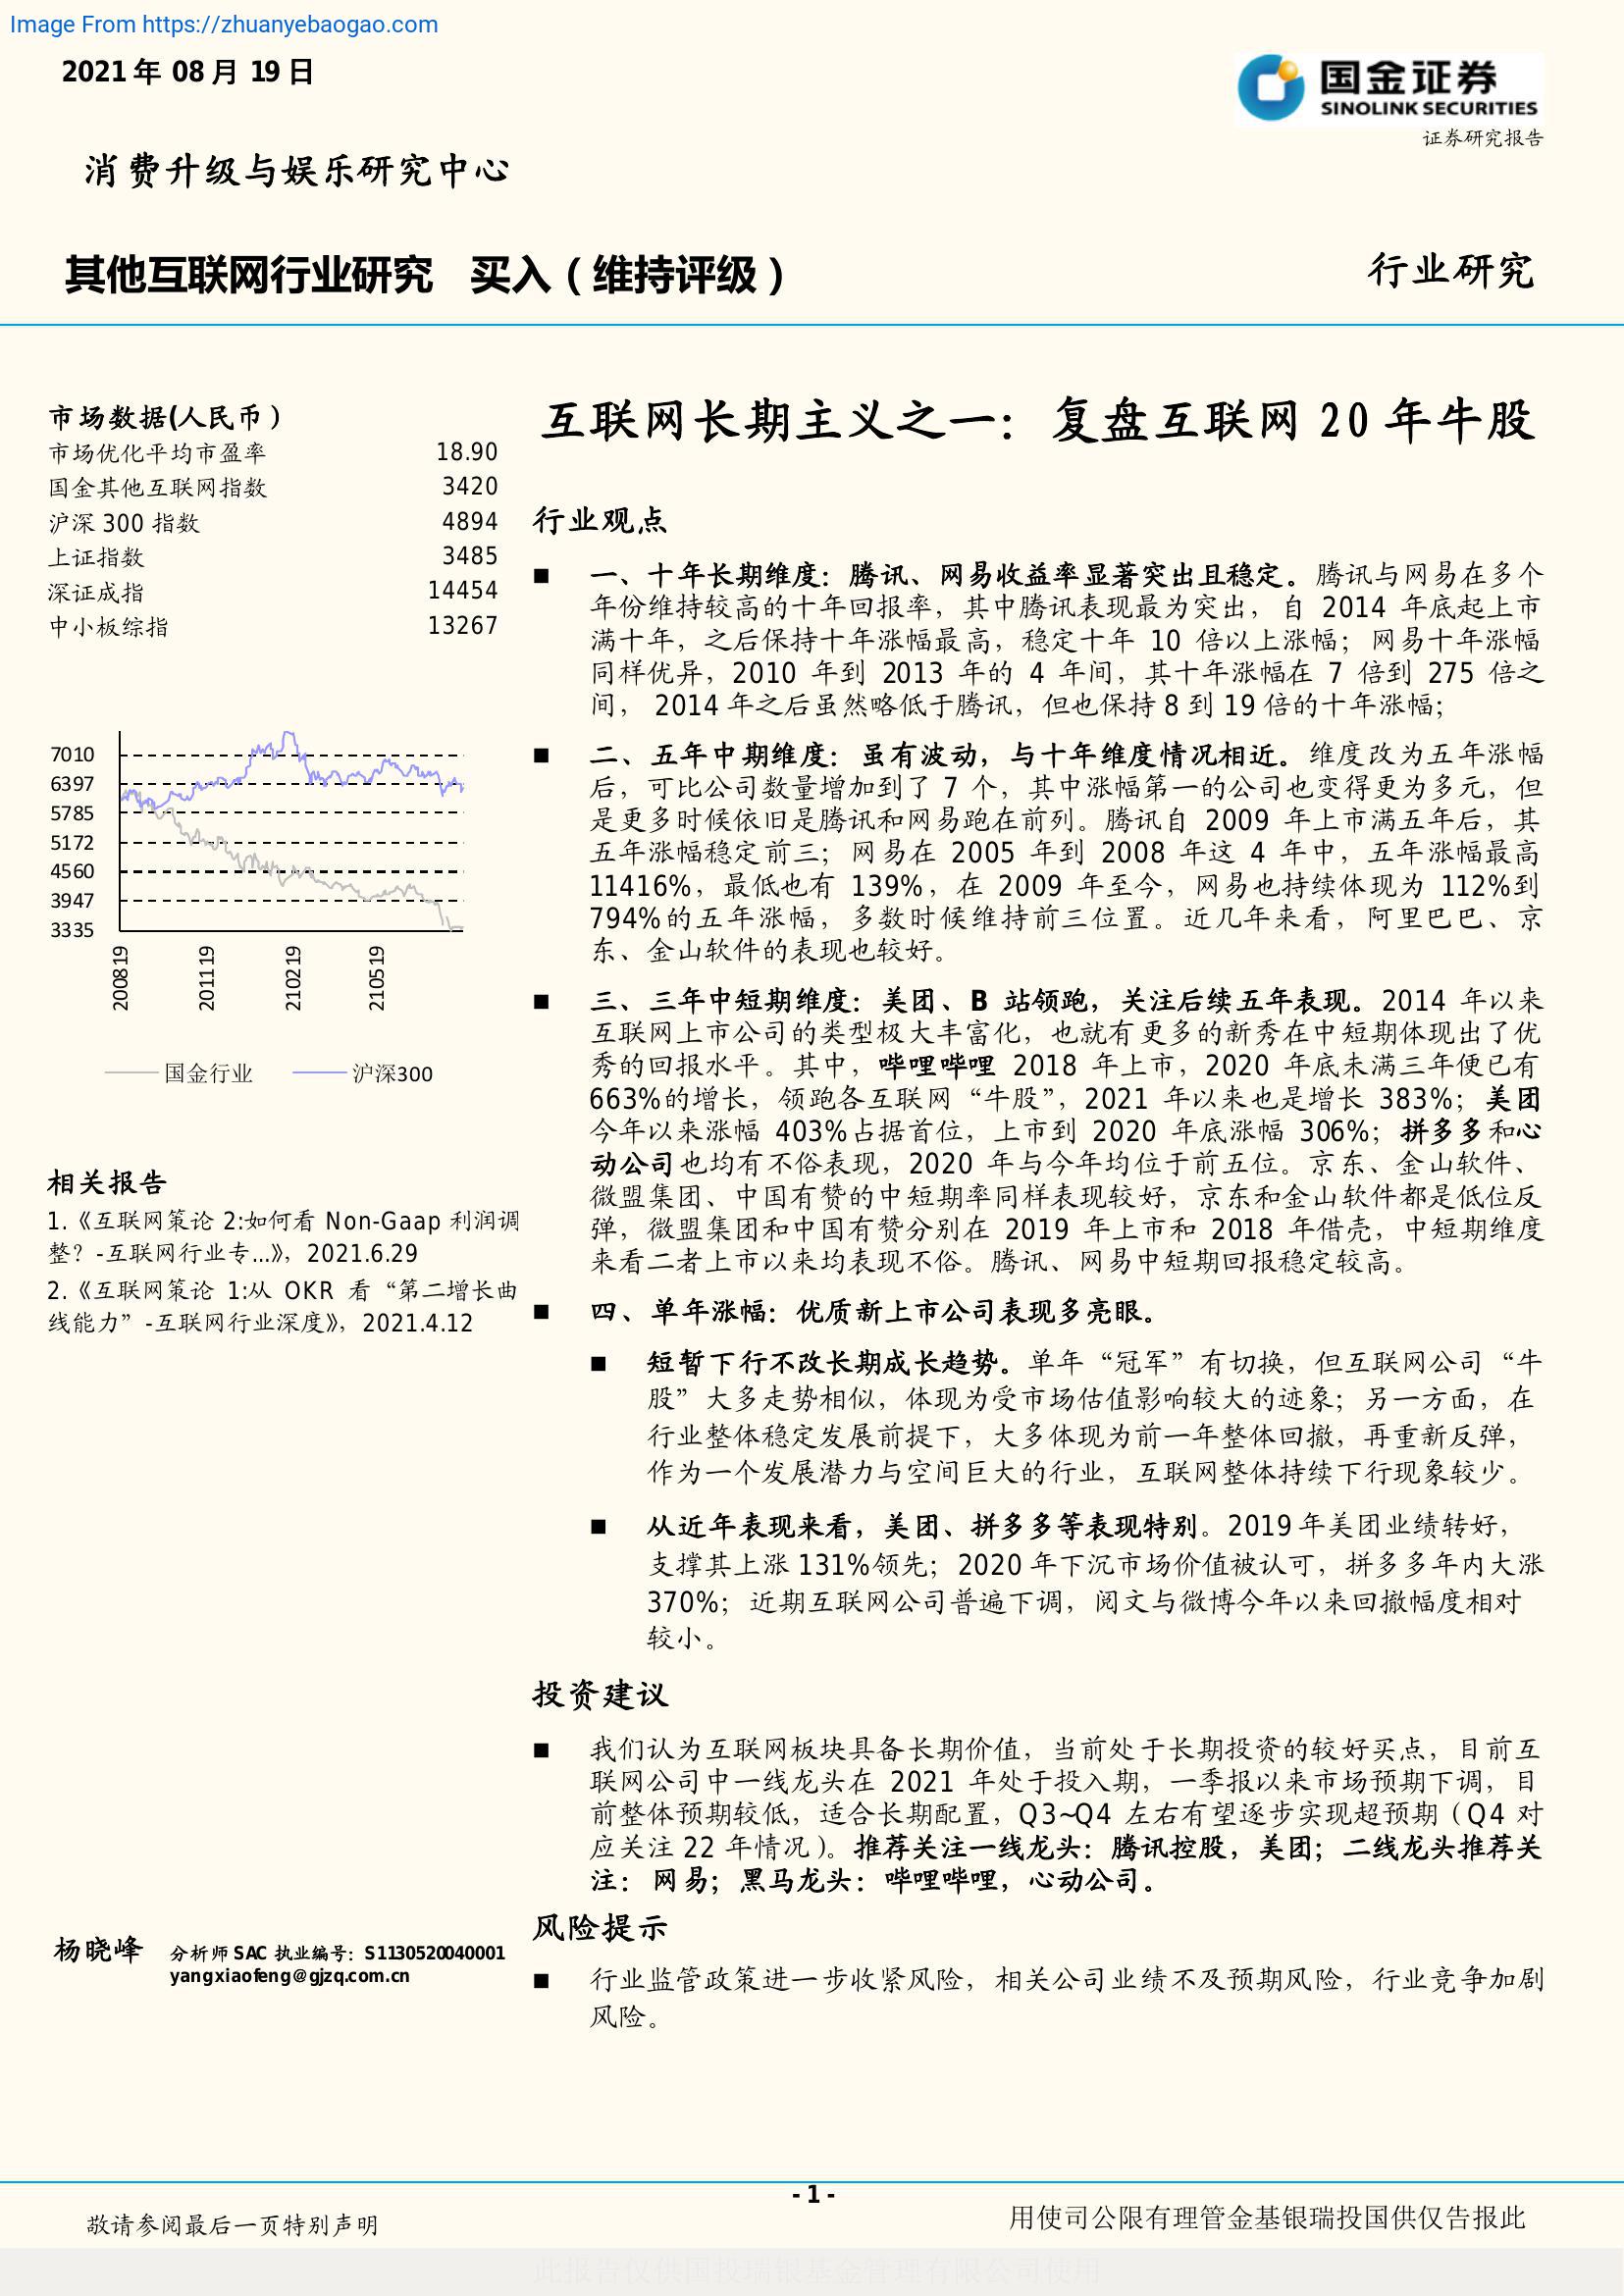 Image From https://zhuanyebaogao.com
2021 年 08 月 19 日
国金证券
SINOLINK SECURITIES
证券研究报告
消费升级与娱乐研究中心
其他互联网行业研究 买入（维持评级）
行业研究
市场数据(人民币）
市场优化平均市盈率 18.90
国金其他互联网指数 3420
沪深 300 指数 4894
上证指数 3485
深证成指 14454
中小板综指 13267
7010
6397
5785
5172
4560
3947
3335
200819
201119
210219
210519
国金行业 沪深300
相关报告
1.《互联网策论 2:如何看 Non-Gaap 利润调
整？-互联网行业专...》，2021.6.29
2.《互联网策论 1:从 OKR 看“第二增长曲
线能力”-互联网行业深度》，2021.4.12
杨晓峰 分析师 SAC 执业编号：S1130520040001
yangxiaofeng@gjzq.com.cn
互联网长期主义之一：复盘互联网 20 年牛股
行业观点
■ 一、十年长期维度：腾讯、网易收益率显著突出且稳定。腾讯与网易在多个
年份维持较高的十年回报率，其中腾讯表现最为突出，自 2014 年底起上市
满十年，之后保持十年涨幅最高，稳定十年 10 倍以上涨幅；网易十年涨幅
同样优异，2010 年到 2013 年的 4 年间，其十年涨幅在 7 倍到 275 倍之
间， 2014 年之后虽然略低于腾讯，但也保持 8 到 19 倍的十年涨幅；
■ 二、五年中期维度：虽有波动，与十年维度情况相近。维度改为五年涨幅
后，可比公司数量增加到了 7 个，其中涨幅第一的公司也变得更为多元，但
是更多时候依旧是腾讯和网易跑在前列。腾讯自 2009 年上市满五年后，其
五年涨幅稳定前三；网易在 2005 年到 2008 年这 4 年中，五年涨幅最高
11416%，最低也有 139%，在 2009 年至今，网易也持续体现为 112%到
794%的五年涨幅，多数时候维持前三位置。近几年来看，阿里巴巴、京
东、金山软件的表现也较好。
■ 三、三年中短期维度：美团、B 站领跑，关注后续五年表现。2014 年以来
互联网上市公司的类型极大丰富化，也就有更多的新秀在中短期体现出了优
秀的回报水平。其中，哔哩哔哩 2018 年上市，2020 年底未满三年便已有
663%的增长，领跑各互联网“牛股”，2021 年以来也是增长 383%；美团
今年以来涨幅 403%占据首位，上市到 2020 年底涨幅 306%；拼多多和心
动公司也均有不俗表现，2020 年与今年均位于前五位。京东、金山软件、
微盟集团、中国有赞的中短期率同样表现较好，京东和金山软件都是低位反
弹，微盟集团和中国有赞分别在 2019 年上市和 2018 年借壳，中短期维度
来看二者上市以来均表现不俗。腾讯、网易中短期回报稳定较高。
■ 四、单年涨幅：优质新上市公司表现多亮眼。
■ 短暂下行不改长期成长趋势。单年“冠军”有切换，但互联网公司“牛
股”大多走势相似，体现为受市场估值影响较大的迹象；另一方面，在
行业整体稳定发展前提下，大多体现为前一年整体回撤，再重新反弹，
作为一个发展潜力与空间巨大的行业，互联网整体持续下行现象较少。
■ 从近年表现来看，美团、拼多多等表现特别。2019 年美团业绩转好，
支撑其上涨 131%领先；2020 年下沉市场价值被认可，拼多多年内大涨
370%；近期互联网公司普遍下调，阅文与微博今年以来回撤幅度相对
较小。
投资建议
■ 我们认为互联网板块具备长期价值，当前处于长期投资的较好买点，目前互
联网公司中一线龙头在 2021 年处于投入期，一季报以来市场预期下调，目
前整体预期较低，适合长期配置，Q3~Q4 左右有望逐步实现超预期（Q4 对
应关注 22 年情况）。推荐关注一线龙头：腾讯控股，美团；二线龙头推荐关
注：网易；黑马龙头：哔哩哔哩，心动公司。
风险提示
■ 行业监管政策进一步收紧风险，相关公司业绩不及预期风险，行业竞争加剧
风险。
- 1 -
敬请参阅最后一页特别声明
用使司公限有理管金基银瑞投国供仅告报此
此报告仅供国投瑞银基金管理有限公司使用